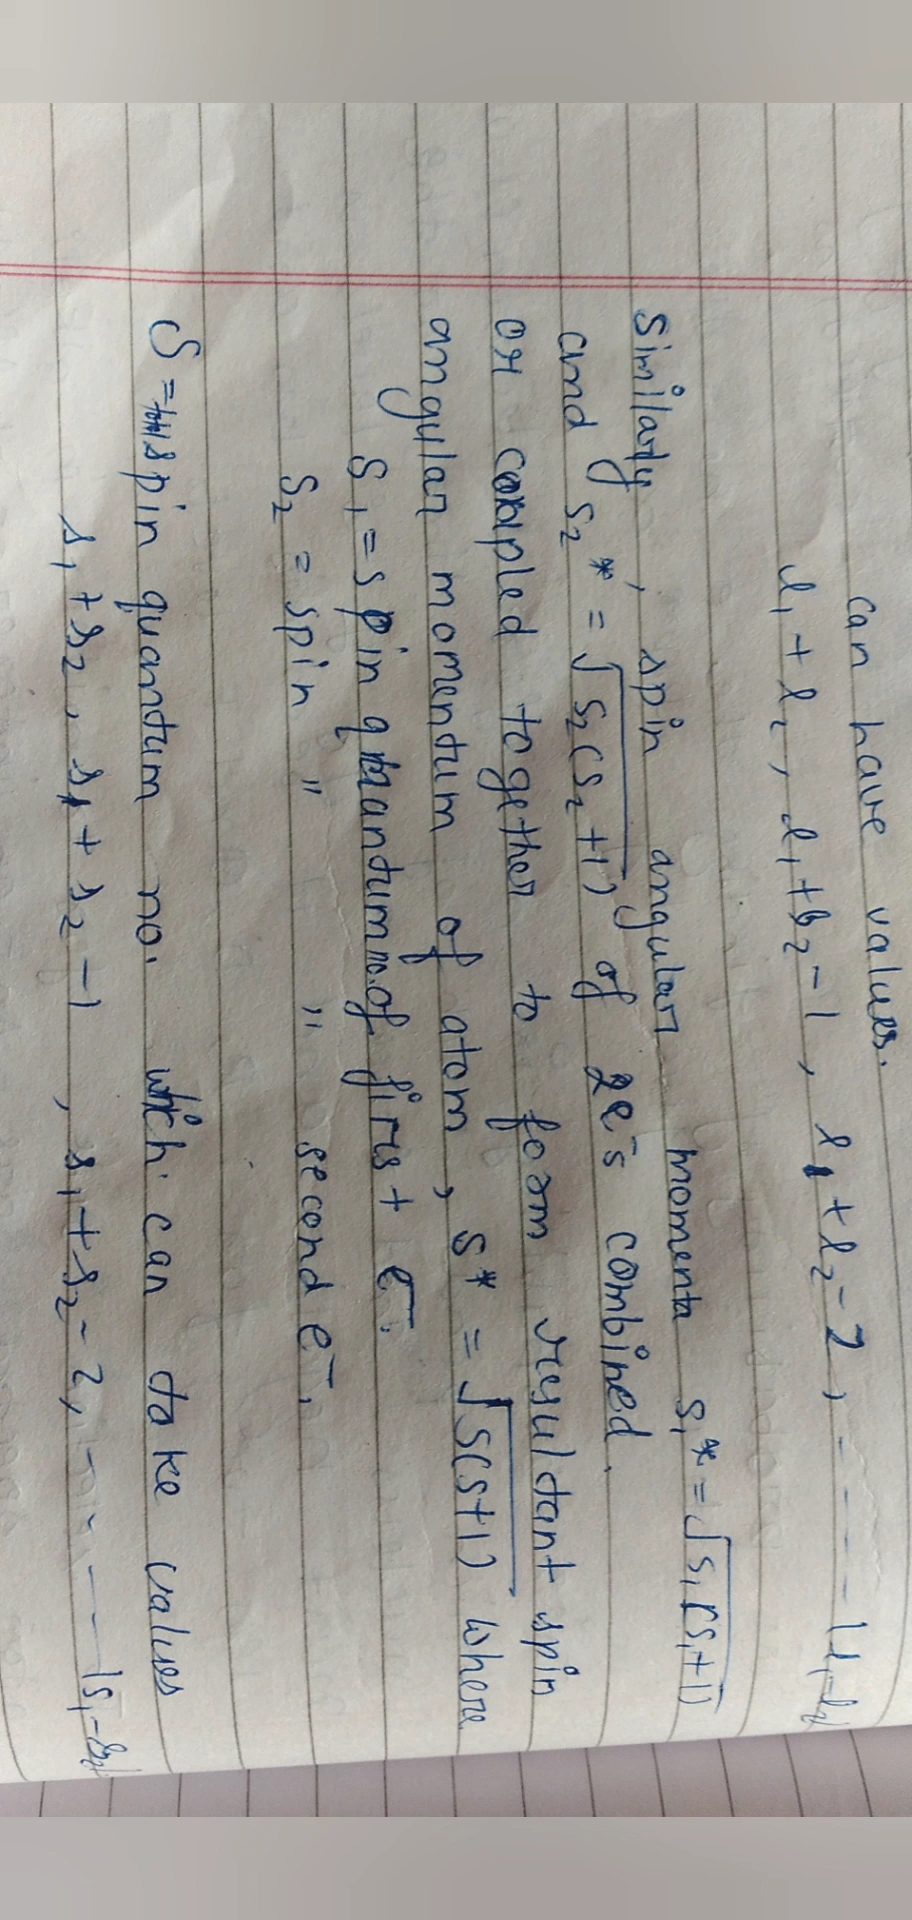 can have values.
l₁ + l₂, l₁ + l₂ - 1, l₁ + l₂ - 2, - - - - |l₁ - l₂|
Similarly, spin angular momenta s₁* = √s₁(s₁+1)
and s₂* = √s₂(s₂+1) of 2e⁻s combined
or coupled together to form resultant spin
angular momentum of atom, S* = √S(S+1) where
s₁ = spin quantum no. of first e⁻.
s₂ = spin " " second e⁻.
S = spin quantum no. which can take values
s₁ + s₂, s₁ + s₂ - 1, s₁ + s₂ - 2, - - - - |s₁ - s₂|